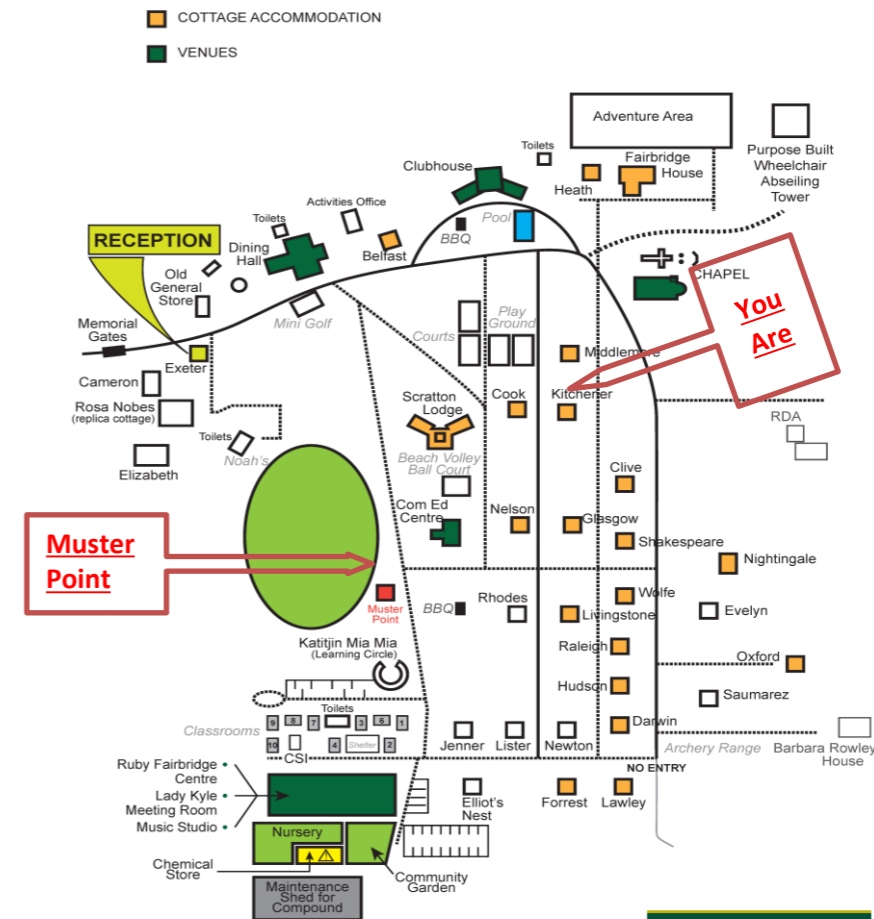 COTTAGE ACCOMMODATION
VENUES
Adventure Area
Purpose Built
Wheelchair
Abseiling
Tower
Toilets
Fairbridge
House
Clubhouse
Heath
Activities Office
Toilets
Pool
BBQ
RECEPTION
Dining
Hall
Belfast
:)
CHAPEL
Old
General
Store
You
Are
Mini Golf
Play
Ground
Courts
Memorial
Gates
Exeter
Middlemore
Cameron
Cook
Kitchener
Scratton
Lodge
Rosa Nobes
(replica cottage)
RDA
Toilets
Noah's
Beach Volley
Ball Court
Elizabeth
Clive
Com Ed
Centre
Nelson
Glasgow
Shakespeare
Muster
Point
Nightingale
Muster
Point
BBQ
Rhodes
Wolfe
Livingstone
Evelyn
Katitjin Mia Mia
(Learning Circle)
Raleigh
Oxford
Hudson
Saumarez
Toilets
9
8
7
3
6
1
Classrooms
Darwin
10
CSI
4
Shelter
2
Jenner
Lister
Newton
Archery Range
Barbara Rowley
House
NO ENTRY
Ruby Fairbridge
Centre
Lady Kyle
Meeting Room
Music Studio
Elliot's
Nest
Forrest
Lawley
Nursery
Chemical
Store
Community
Garden
Maintenance
Shed for
Compound